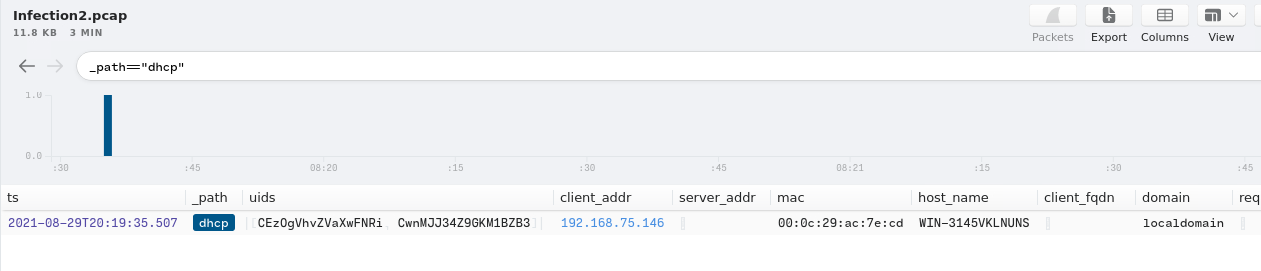 Infection2.pcap
11.8 KB 3 MIN
Packets Export Columns View
_path=="dhcp"
1.0
0.0
:30 :45 08:20 :15 :30 :45 08:21 :15 :30 :45
ts _path uids client_addr server_addr mac host_name client_fqdn domain req
2021-08-29T20:19:35.507 dhcp [CEzOgVhvZVaXwFNRi, CwnMJJ34Z9GKM1BZB3] 192.168.75.146 00:0c:29:ac:7e:cd WIN-3145VKLNUNS localdomain